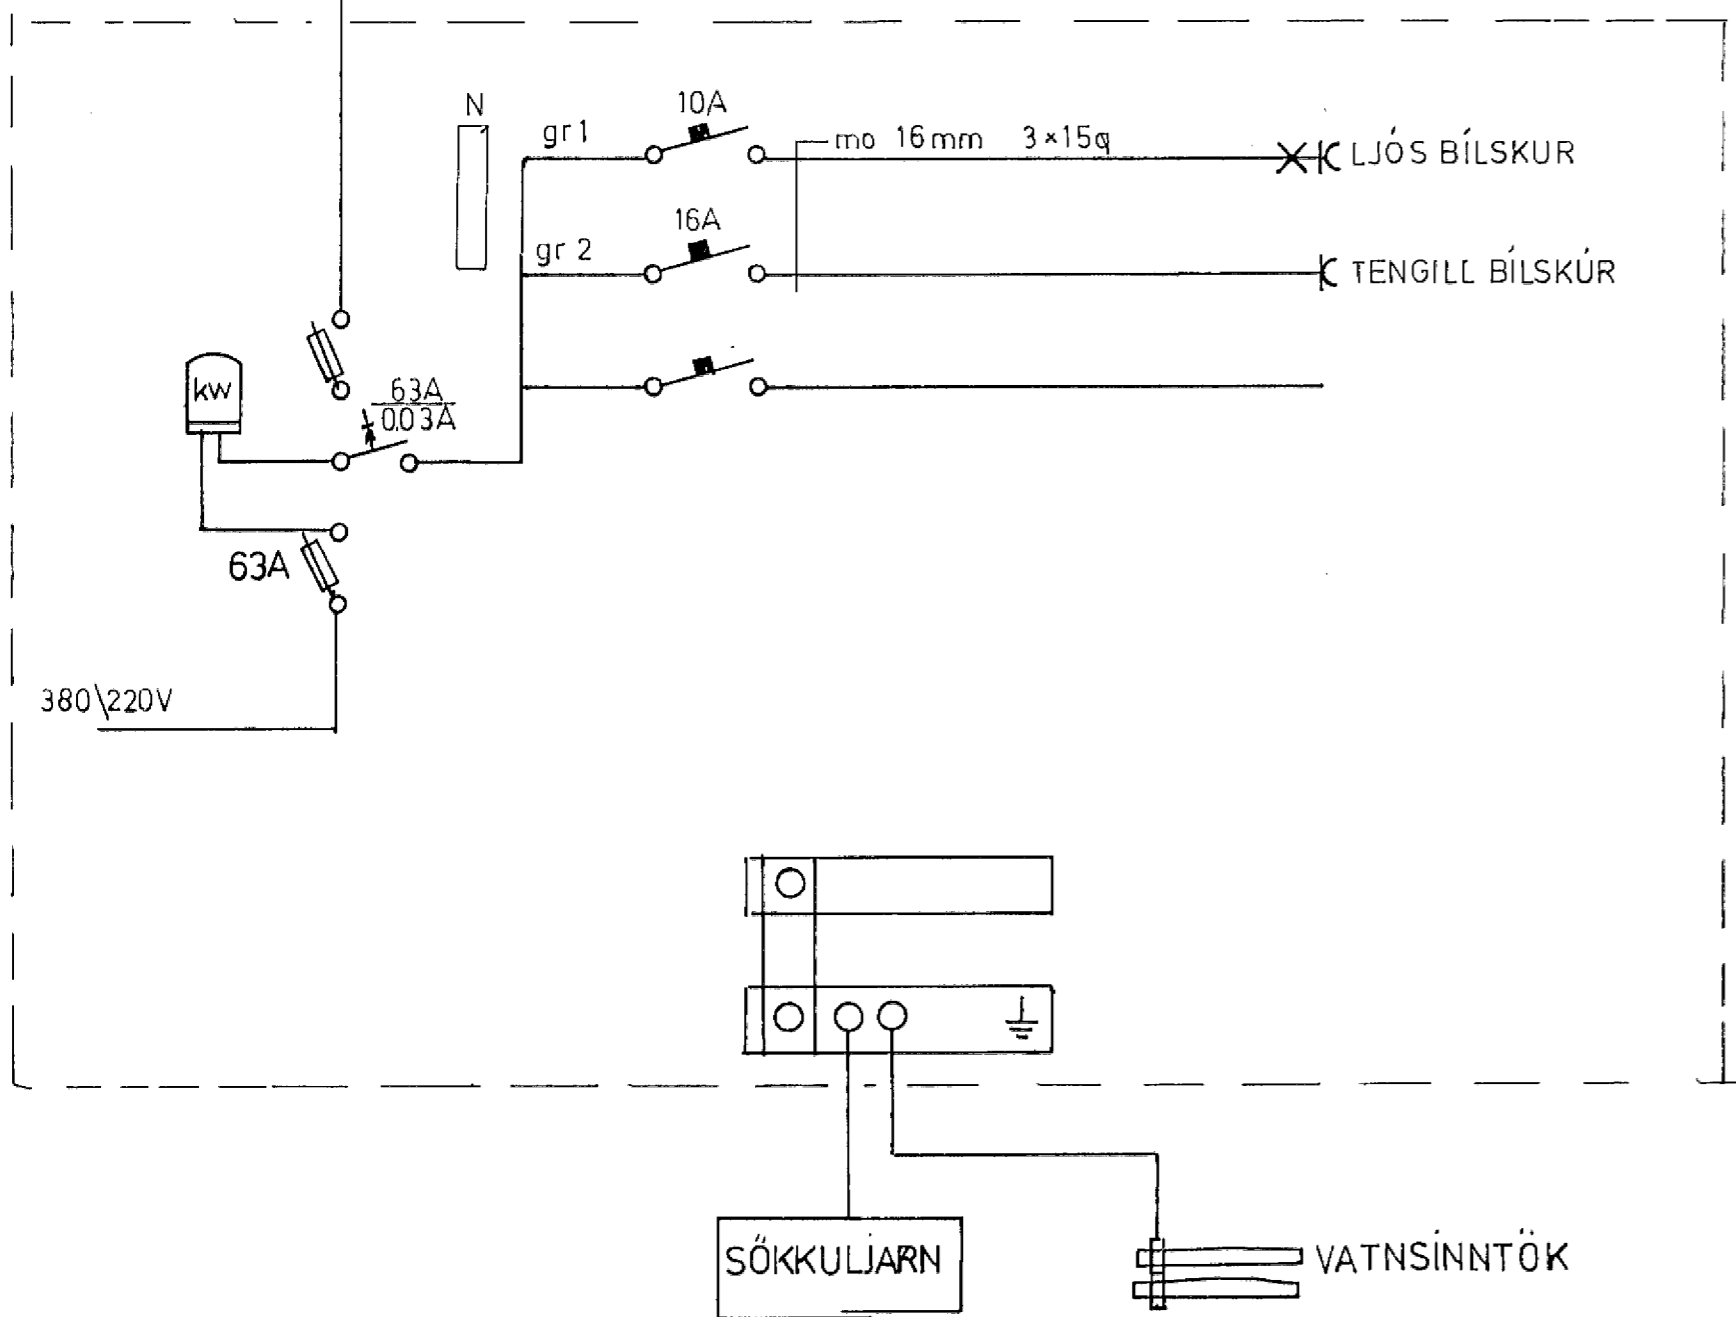 N
10A
gr 1
mo 16mm 3×15q
LJÓS BÍLSKUR
16A
gr 2
TENGILL BÍLSKÚR
kW
63A
0.03A
63A
380\220V
SÖKKULJARN
VATNSINNTÖK